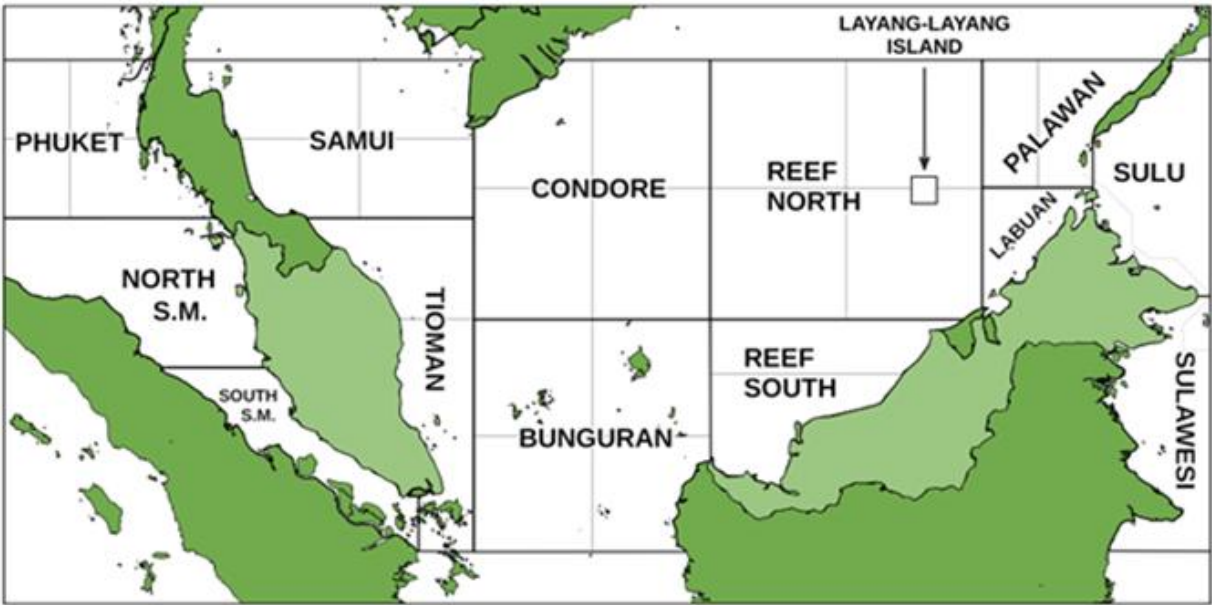 LAYANG-LAYANG
ISLAND
PHUKET
SAMUI
CONDORE
REEF
NORTH
PALAWAN
SULU
LABUAN
NORTH
S.M.
TIOMAN
SOUTH
S.M.
BUNGURAN
REEF
SOUTH
SULAWESI